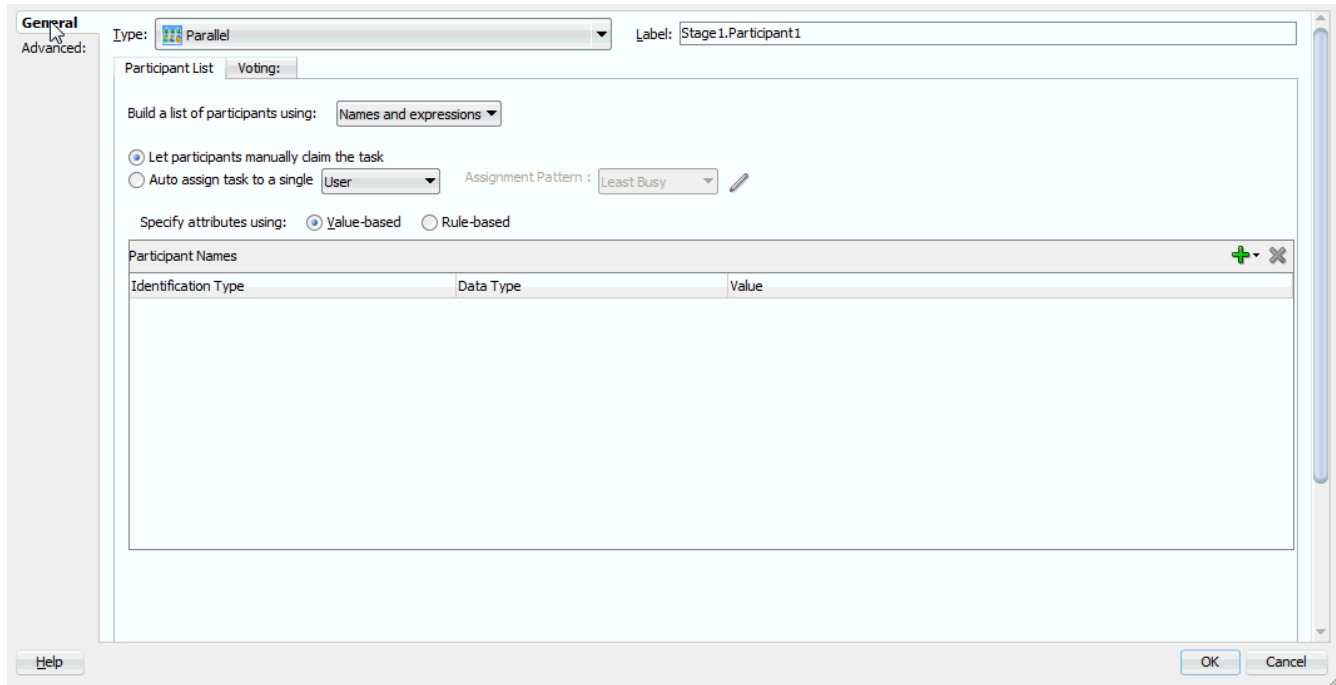 General
Advanced:
Type: Parallel Label: Stage1.Participant1
Participant List Voting:
Build a list of participants using: Names and expressions
Let participants manually claim the task
Auto assign task to a single User Assignment Pattern : Least Busy
Specify attributes using: Value-based Rule-based
Participant Names
Identification Type Data Type Value
Help OK Cancel